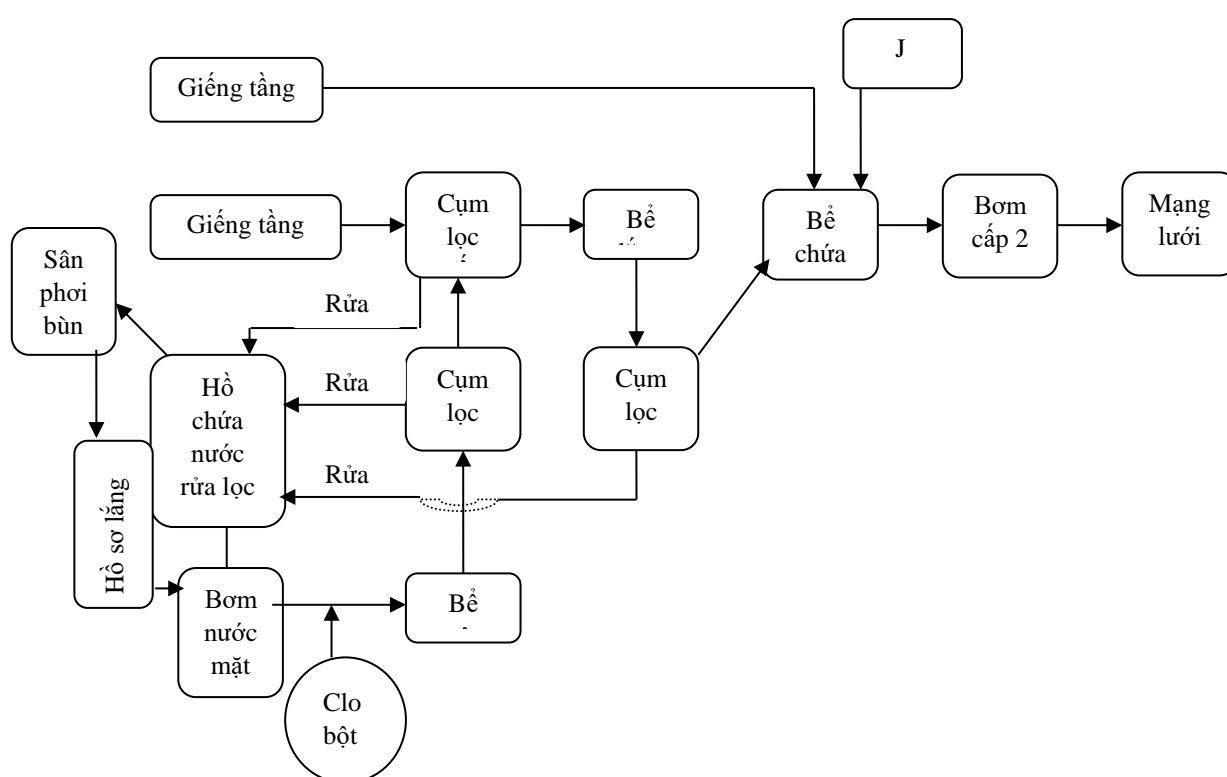 J
Giếng tầng
Giếng tầng
Cụm
lọc
Bể
Bể
chứa
Bơm
cấp 2
Mạng
lưới
Sân
phơi
bùn
Rửa
Hồ
chứa
nước
rửa lọc
Rửa
Cụm
lọc
Cụm
lọc
Rửa
Hồ sơ lắng
Bơm
nước
mặt
Bể
Clo
bột